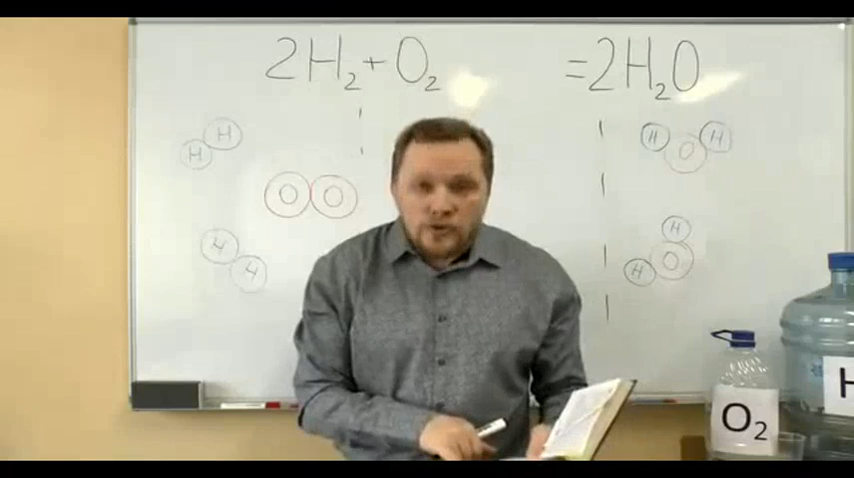 2H₂ + O₂ = 2H₂O
H H H H
O O O
H
H H O
H
O₂
H